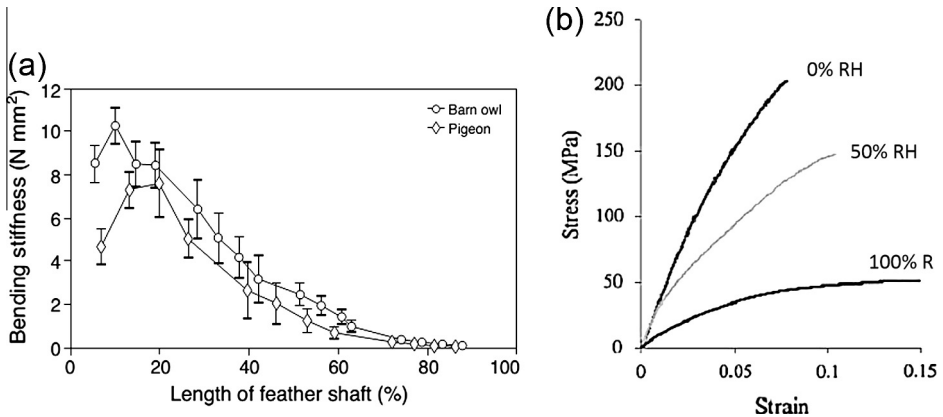 (a)
Bending stiffness (N mm²)
12
10
8
6
4
2
0
Barn owl
Pigeon
0 20 40 60 80 100
Length of feather shaft (%)
(b)
Stress (MPa)
250
200
150
100
50
0
0% RH
50% RH
100% R
0 0.05 0.1 0.15
Strain